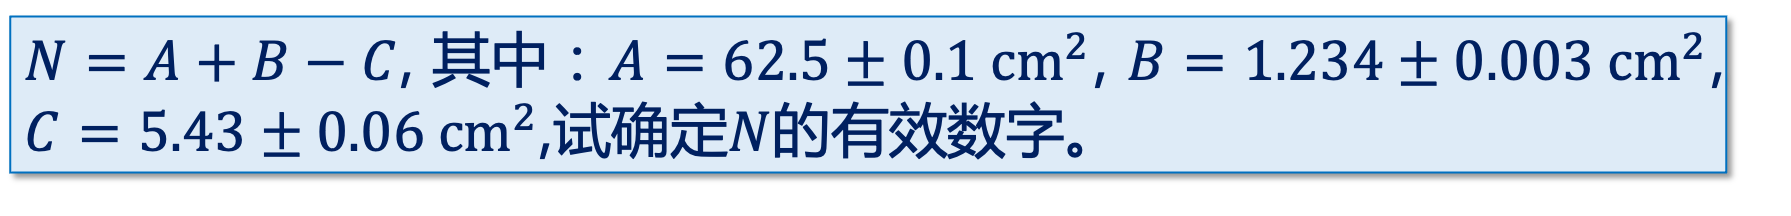 N = A + B − C, 其中：A = 62.5 ± 0.1 cm², B = 1.234 ± 0.003 cm²,
C = 5.43 ± 0.06 cm²,试确定N的有效数字。